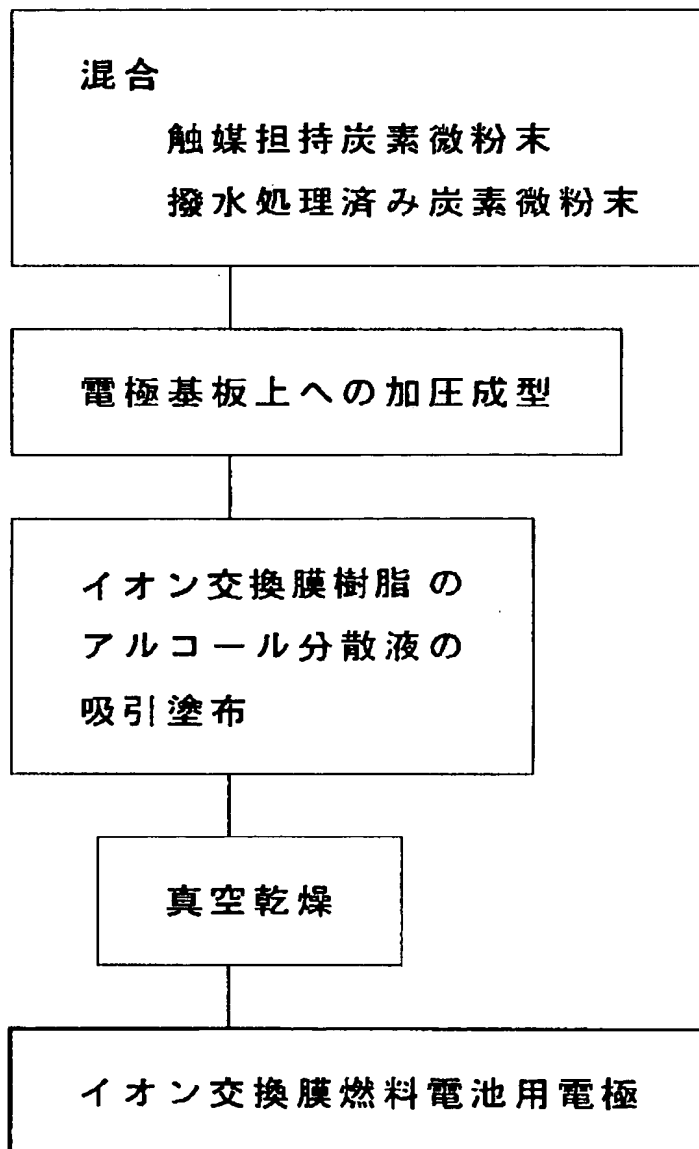 混合
触媒担持炭素微粉末
撥水処理済み炭素微粉末
電極基板上への加圧成型
イオン交換膜樹脂の
アルコール分散液の
吸引塗布
真空乾燥
イオン交換膜燃料電池用電極